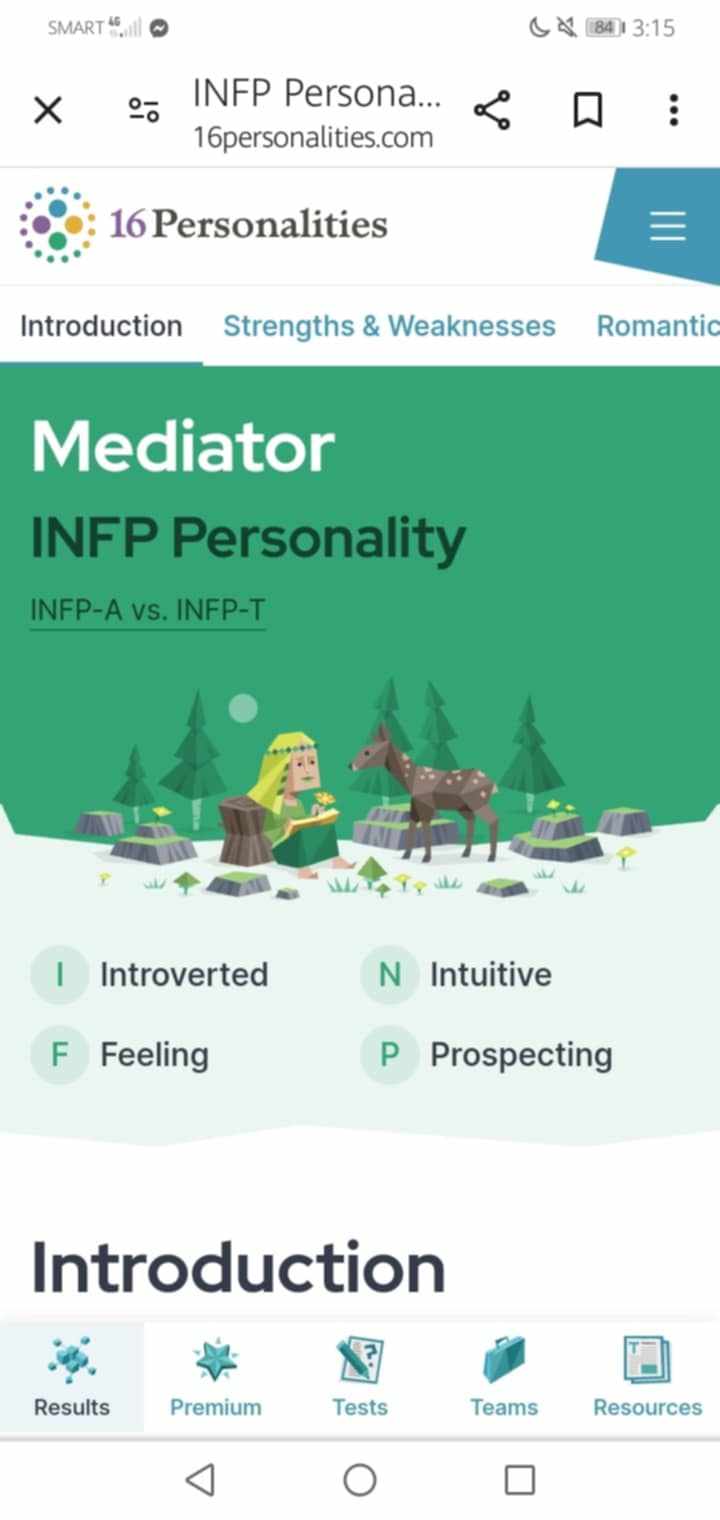 SMART 4G 84 3:15
INFP Persona...
16personalities.com
16Personalities
Introduction Strengths & Weaknesses Romantic
Mediator
INFP Personality
INFP-A vs. INFP-T
I Introverted N Intuitive
F Feeling P Prospecting
Introduction
Results Premium Tests Teams Resources